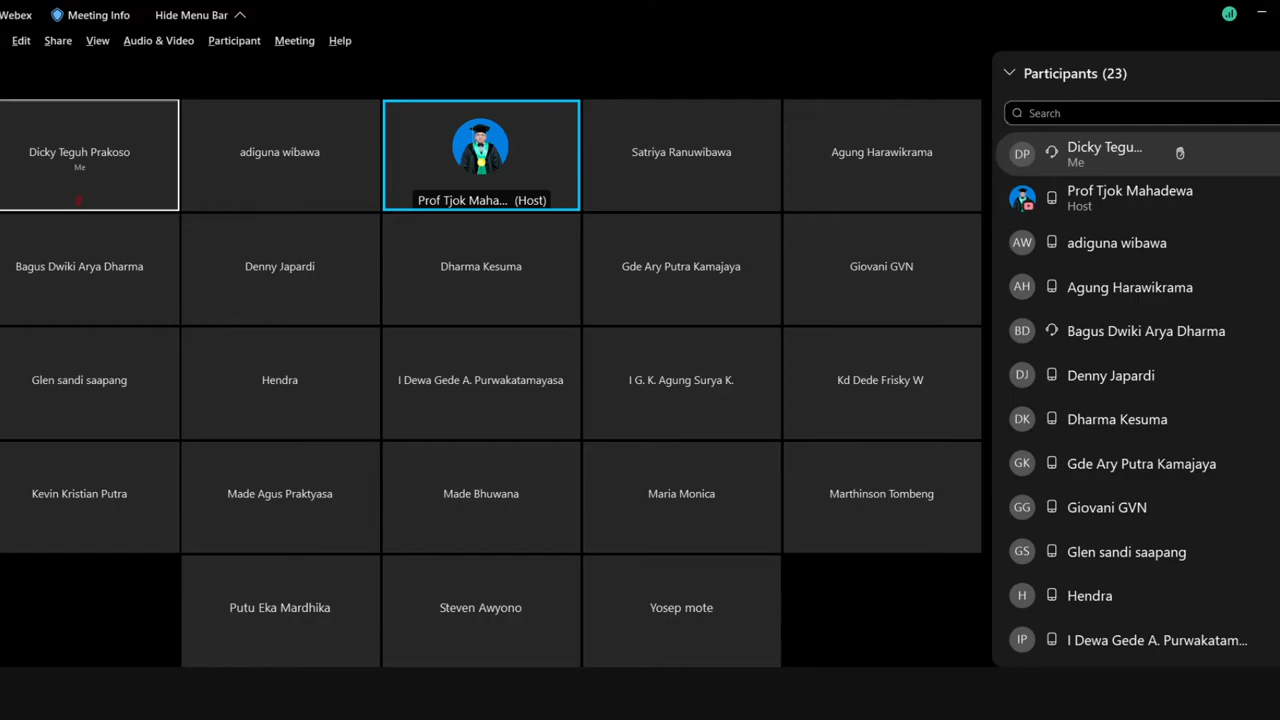 Webex Meeting Info Hide Menu Bar
Edit Share View Audio & Video Participant Meeting Help
Dicky Teguh Prakoso
Me
adiguna wibawa
Prof Tjok Maha... (Host)
Satriya Ranuwibawa
Agung Harawikrama
Bagus Dwiki Arya Dharma
Denny Japardi
Dharma Kesuma
Gde Ary Putra Kamajaya
Giovani GVN
Glen sandi saapang
Hendra
I Dewa Gede A. Purwakatamayasa
I G. K. Agung Surya K.
Kd Dede Frisky W
Kevin Kristian Putra
Made Agus Praktyasa
Made Bhuwana
Maria Monica
Marthinson Tombeng
Putu Eka Mardhika
Steven Awyono
Yosep mote
Participants (23)
Search
DP Dicky Tegu...
Me
Prof Tjok Mahadewa
Host
AW adiguna wibawa
AH Agung Harawikrama
BD Bagus Dwiki Arya Dharma
DJ Denny Japardi
DK Dharma Kesuma
GK Gde Ary Putra Kamajaya
GG Giovani GVN
GS Glen sandi saapang
H Hendra
IP I Dewa Gede A. Purwakatam...